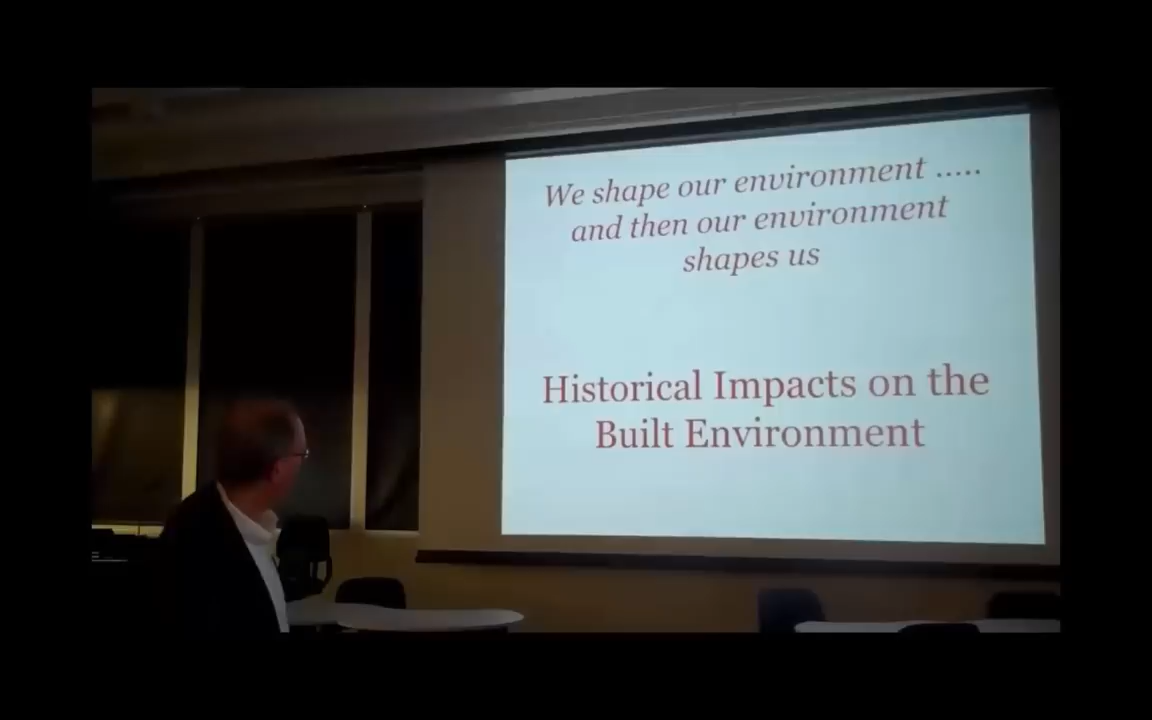 We shape our environment .....
and then our environment
shapes us
Historical Impacts on the
Built Environment